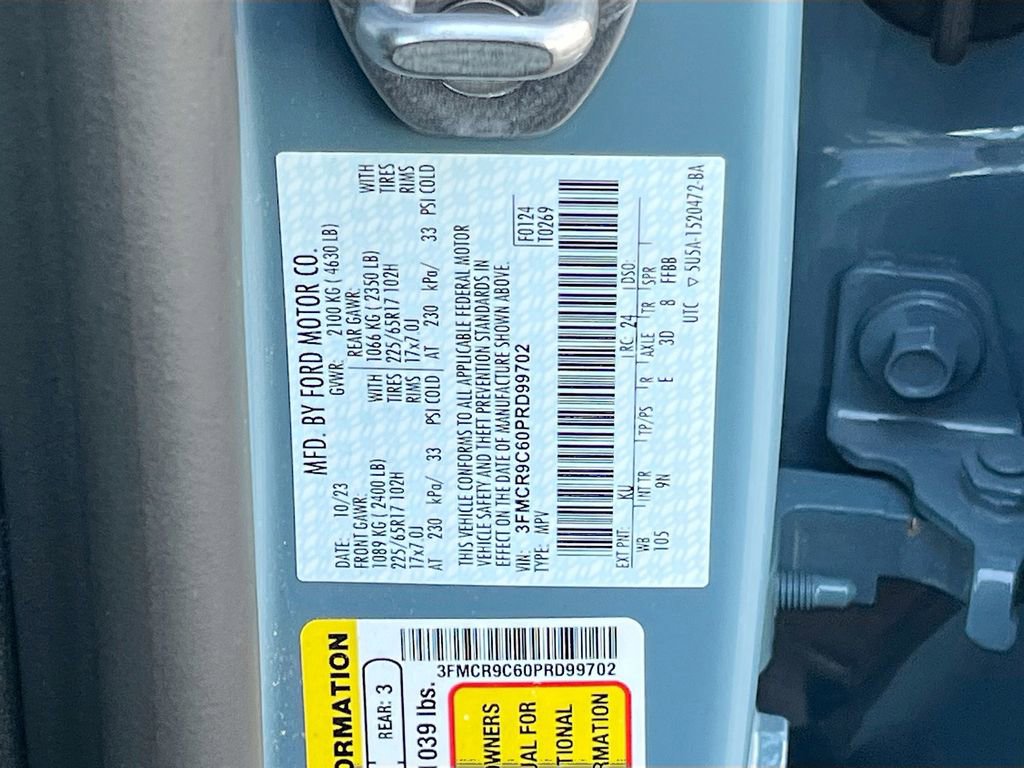 MFD. BY FORD MOTOR CO.
DATE: 10/23 GVWR: 2100 KG ( 4630 LB)
FRONT GAWR: REAR GAWR:
1089 KG ( 2400 LB) WITH 1066 KG ( 2350 LB) WITH
225/65R17 102H TIRES 225/65R17 102H TIRES
17x7.0J RIMS 17x7.0J RIMS
AT 230 kPa/ 33 PSI COLD AT 230 kPa/ 33 PSI COLD
THIS VEHICLE CONFORMS TO ALL APPLICABLE FEDERAL MOTOR
VEHICLE SAFETY AND THEFT PREVENTION STANDARDS IN
EFFECT ON THE DATE OF MANUFACTURE SHOWN ABOVE.
VIN: 3FMCR9C60PRD99702
TYPE: MPV
F0124
T0269
EXT PNT: KU RC: 24 DSO:
WB INT TR TP/PS R AXLE TR SPR
105 9N E 3D 8 FFBB
UTC ▽ 5U5A-1520472-BA
ORMATION
REAR: 3
1039 lbs.
3FMCR9C60PRD99702
OWNERS
UAL FOR
TIONAL
RMATION